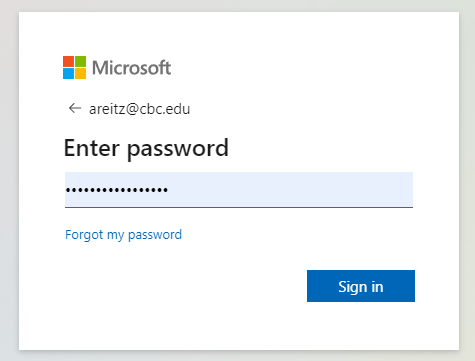 Microsoft
← areitz@cbc.edu
Enter password
•••••••••••••••••
Forgot my password
Sign in